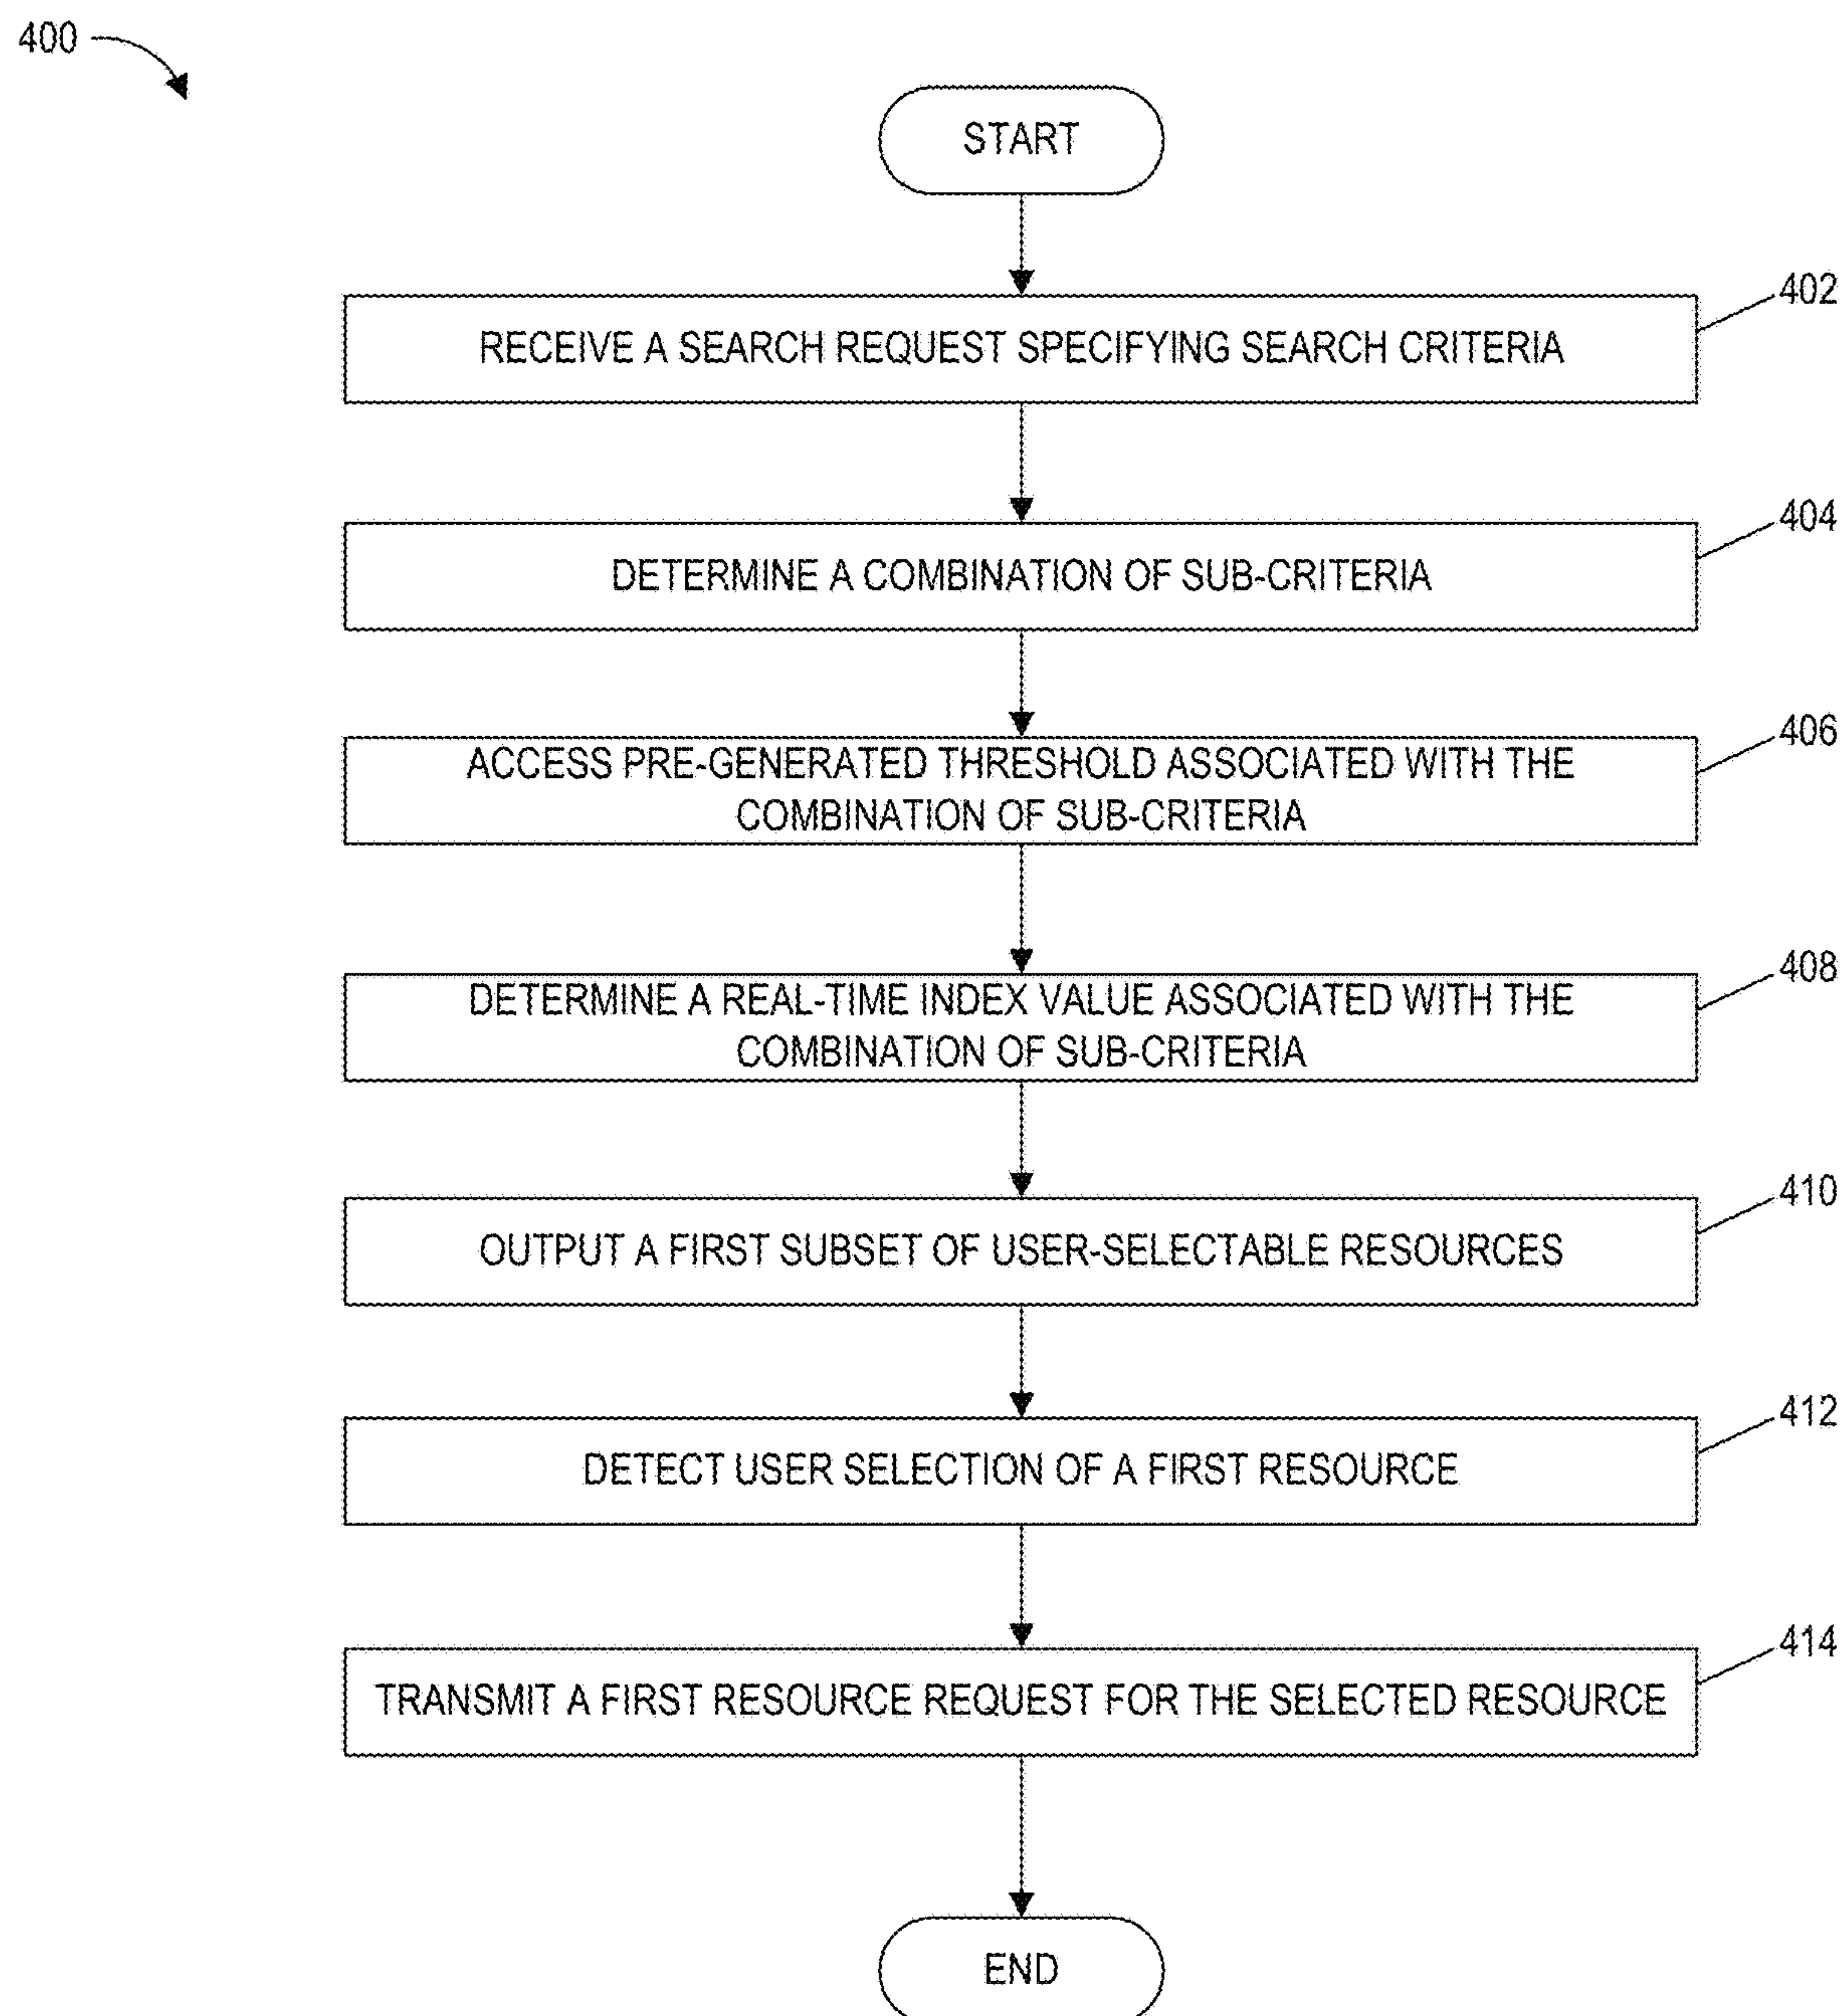 400
START
402
RECEIVE A SEARCH REQUEST SPECIFYING SEARCH CRITERIA
404
DETERMINE A COMBINATION OF SUB-CRITERIA
406
ACCESS PRE-GENERATED THRESHOLD ASSOCIATED WITH THE
COMBINATION OF SUB-CRITERIA
408
DETERMINE A REAL-TIME INDEX VALUE ASSOCIATED WITH THE
COMBINATION OF SUB-CRITERIA
410
OUTPUT A FIRST SUBSET OF USER-SELECTABLE RESOURCES
412
DETECT USER SELECTION OF A FIRST RESOURCE
414
TRANSMIT A FIRST RESOURCE REQUEST FOR THE SELECTED RESOURCE
END